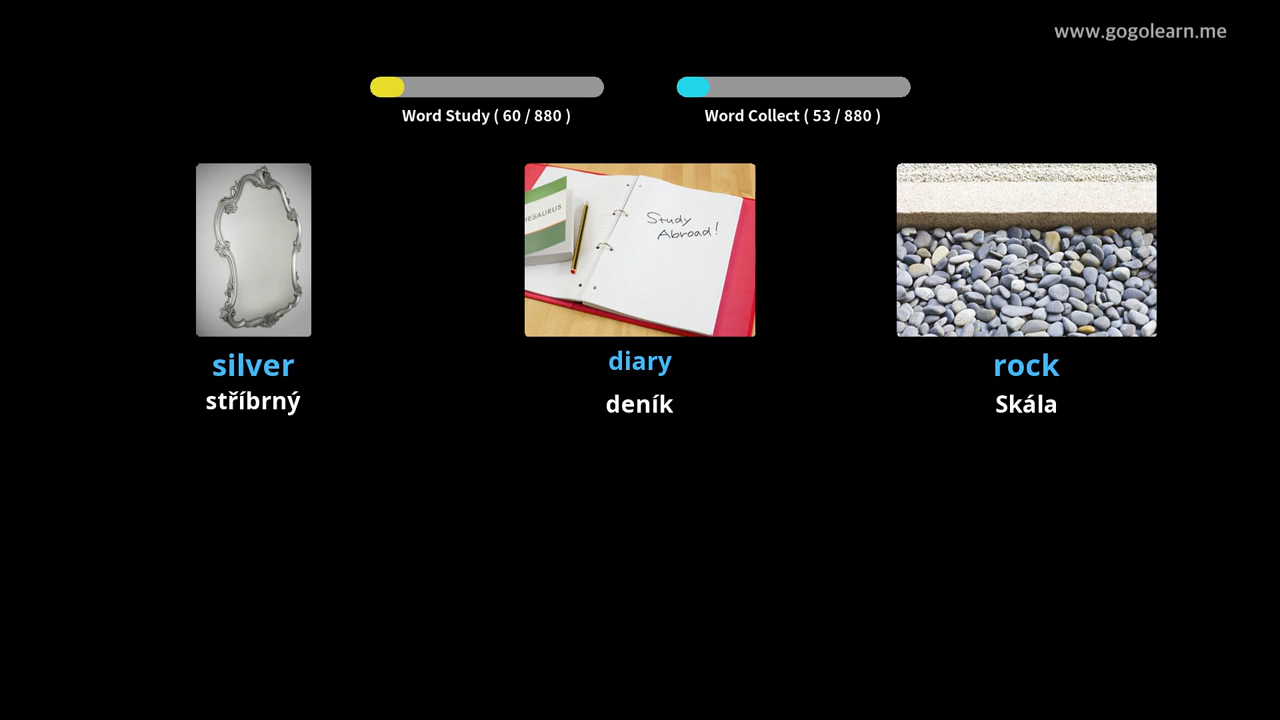 www.gogolearn.me
Word Study ( 60 / 880 )
Word Collect ( 53 / 880 )
HESAURUS
Study
Abroad!
silver
stříbrný
diary
deník
rock
Skála